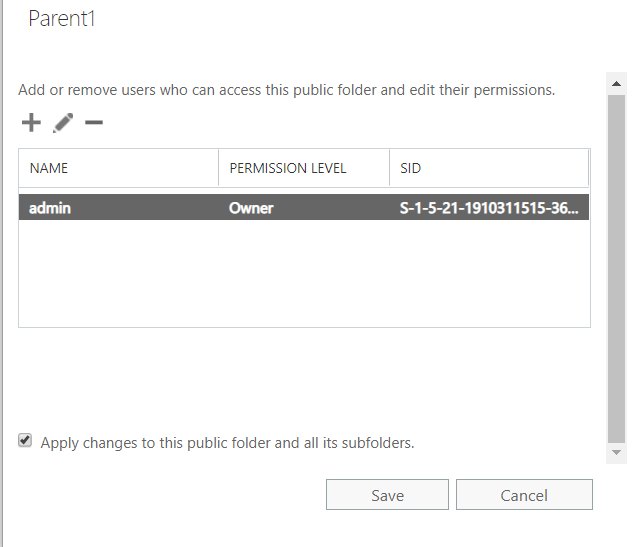 Parent1
Add or remove users who can access this public folder and edit their permissions.
NAME PERMISSION LEVEL SID
admin Owner S-1-5-21-1910311515-36...
Apply changes to this public folder and all its subfolders.
Save Cancel